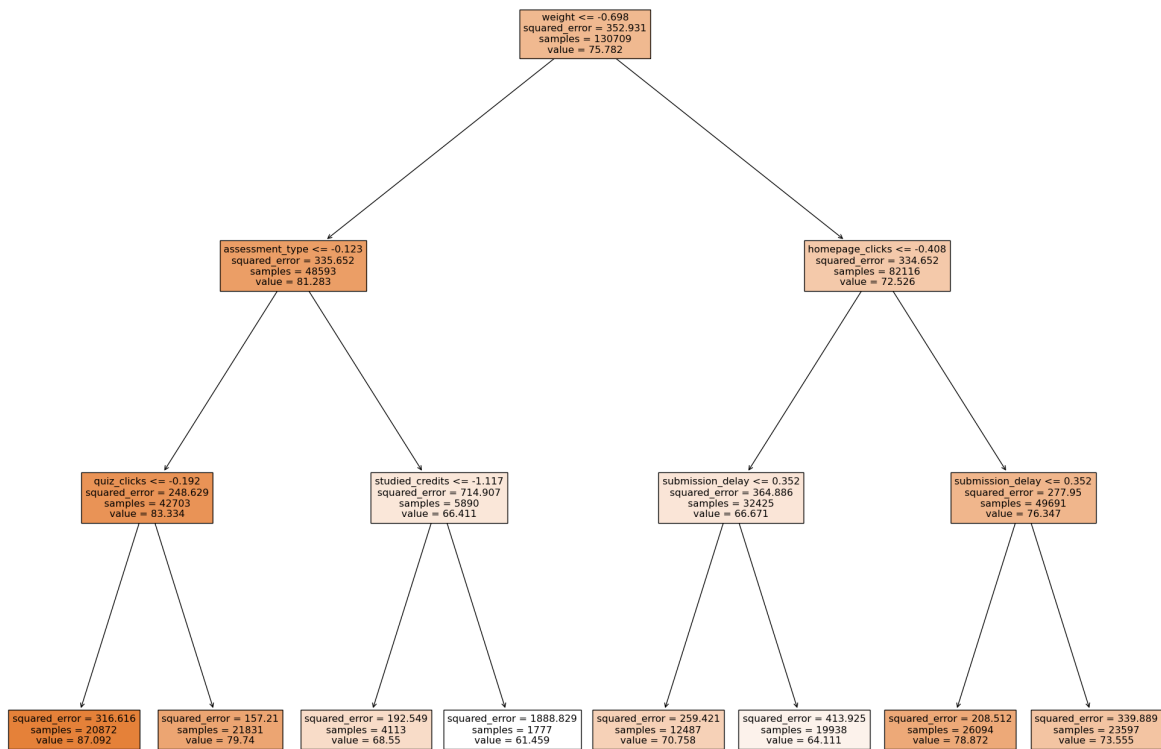 weight <= -0.698
squared_error = 352.931
samples = 130709
value = 75.782
assessment_type <= -0.123
squared_error = 335.652
samples = 48593
value = 81.283
homepage_clicks <= -0.408
squared_error = 334.652
samples = 82116
value = 72.526
quiz_clicks <= -0.192
squared_error = 248.629
samples = 42703
value = 83.334
studied_credits <= -1.117
squared_error = 714.907
samples = 5890
value = 66.411
submission_delay <= 0.352
squared_error = 364.886
samples = 32425
value = 66.671
submission_delay <= 0.352
squared_error = 277.95
samples = 49691
value = 76.347
squared_error = 316.616
samples = 20872
value = 87.092
squared_error = 157.21
samples = 21831
value = 79.74
squared_error = 192.549
samples = 4113
value = 68.55
squared_error = 1888.829
samples = 1777
value = 61.459
squared_error = 259.421
samples = 12487
value = 70.758
squared_error = 413.925
samples = 19938
value = 64.111
squared_error = 208.512
samples = 26094
value = 78.872
squared_error = 339.889
samples = 23597
value = 73.555